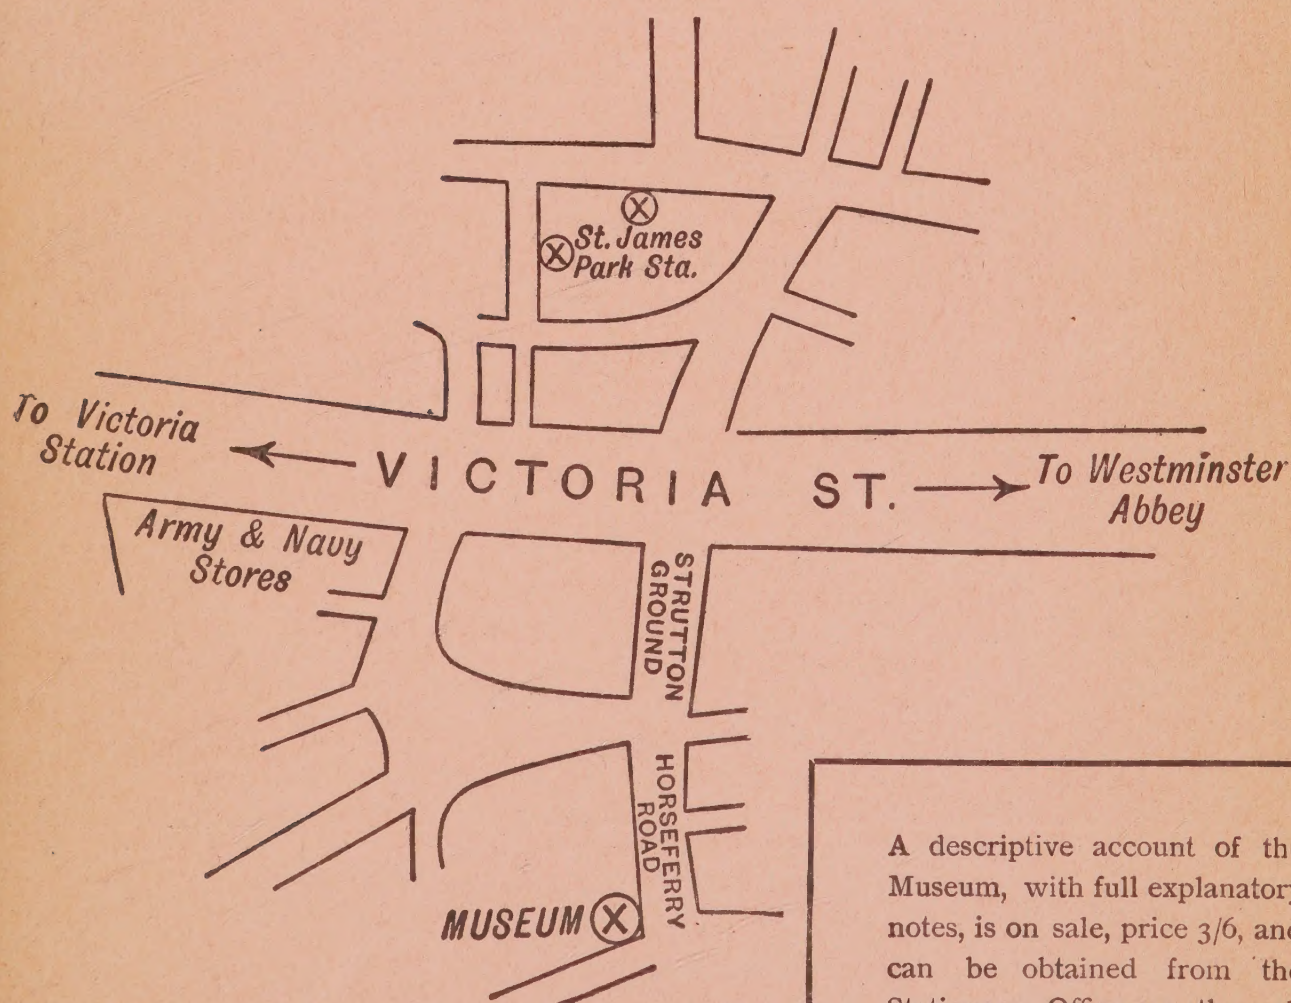 St. James
Park Sta.
To Victoria
Station
VICTORIA ST.
To Westminster
Abbey
Army & Navy
Stores
STRUTTON
GROUND
HORSEFERRY
ROAD
MUSEUM
A descriptive account of th
Museum, with full explanatory
notes, is on sale, price 3/6, and
can be obtained from the